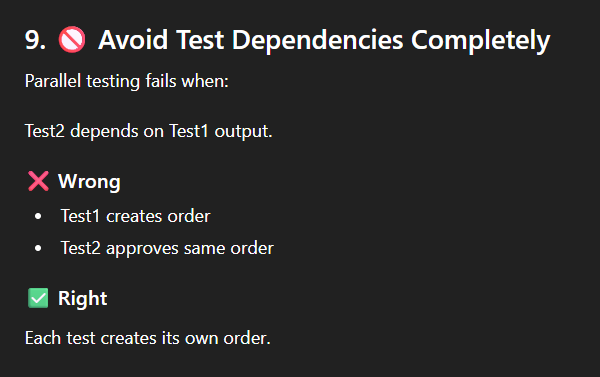 9. 🚫 Avoid Test Dependencies Completely
Parallel testing fails when:
Test2 depends on Test1 output.
❌ Wrong
• Test1 creates order
• Test2 approves same order
✅ Right
Each test creates its own order.